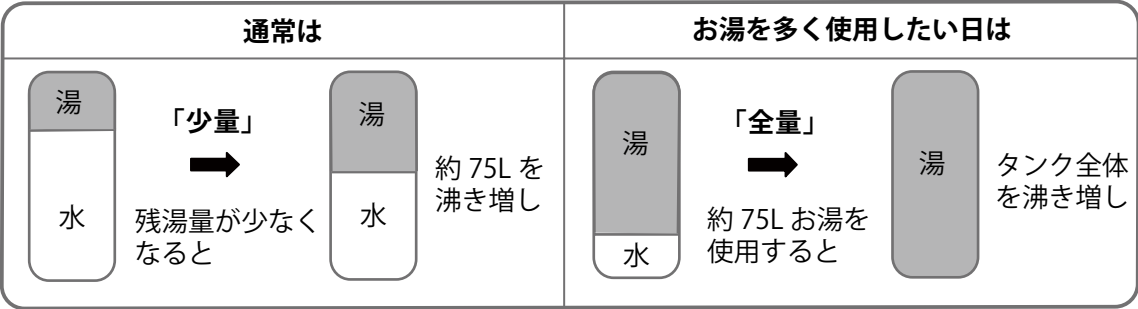 通常は
お湯を多く使用したい日は
湯
水
「少量」
残湯量が少なく
なると
湯
水
約 75L を
沸き増し
湯
水
「全量」
約 75L お湯を
使用すると
湯
タンク全体
を沸き増し